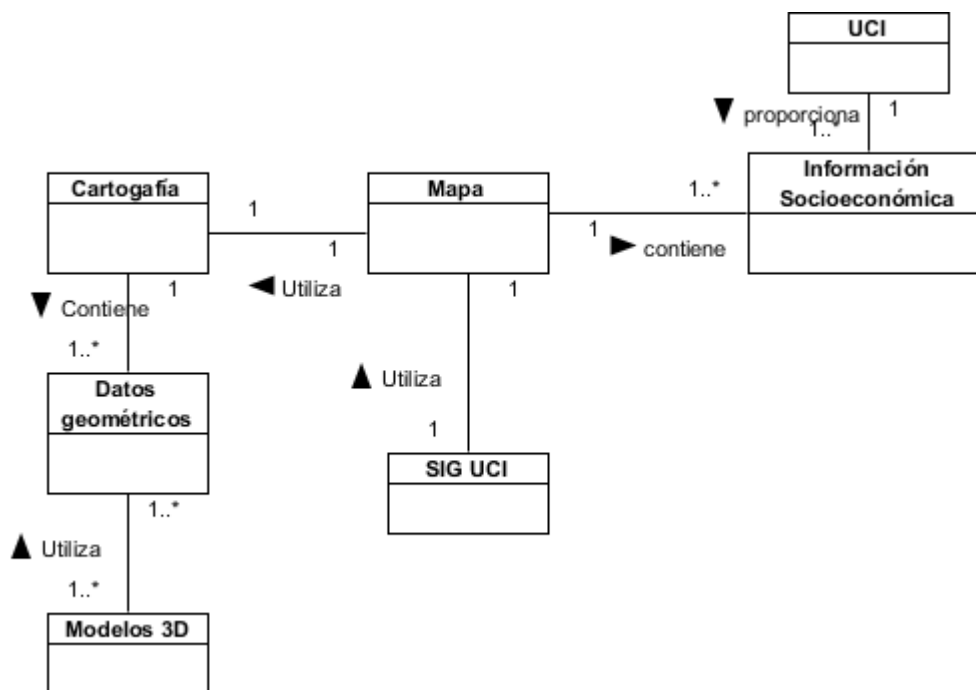 UCI
1
proporciona
1..*
Cartogafía
Mapa
Información
Socioeconómica
1
1
Utiliza
1..*
1
contiene
1
Contiene
1..*
1
Utiliza
1
Datos
geométricos
SIG UCI
1..*
Utiliza
1..*
Modelos 3D